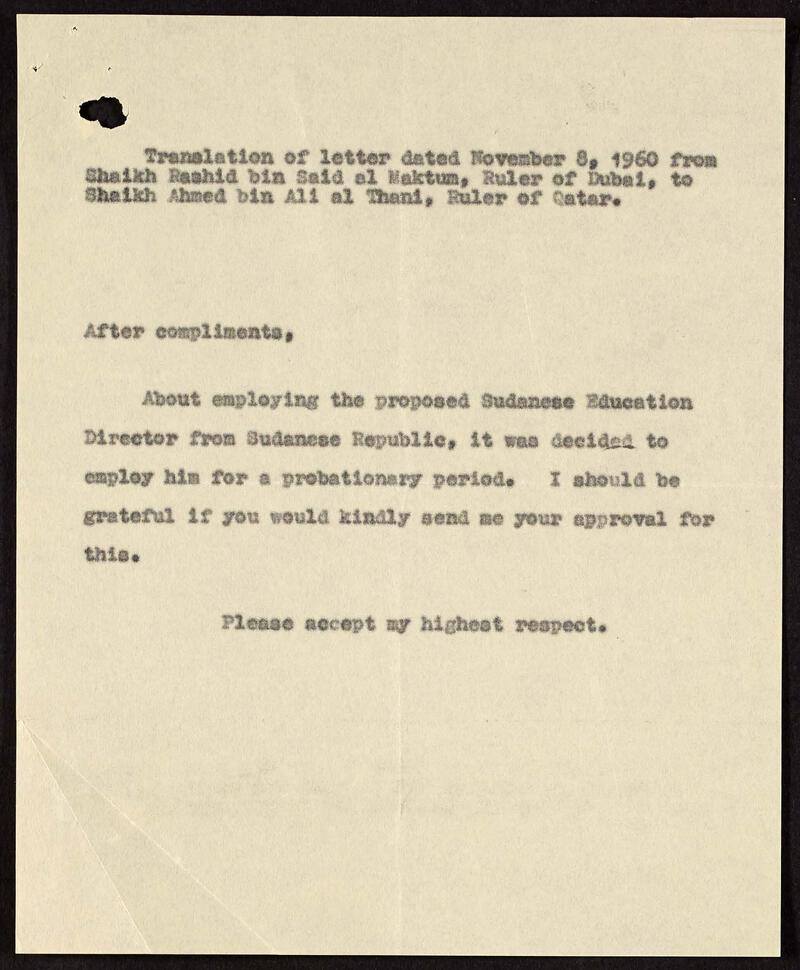 Translation of letter dated November 8, 1960 from
Shaikh Rashid bin Said al Maktum, Ruler of Dubai, to
Shaikh Ahmed bin Ali al Thani, Ruler of Qatar.
After compliments,
About employing the proposed Sudanese Education
Director from Sudanese Republic, it was decided to
employ him for a probationary period. I should be
grateful if you would kindly send me your approval for
this.
Please accept my highest respect.